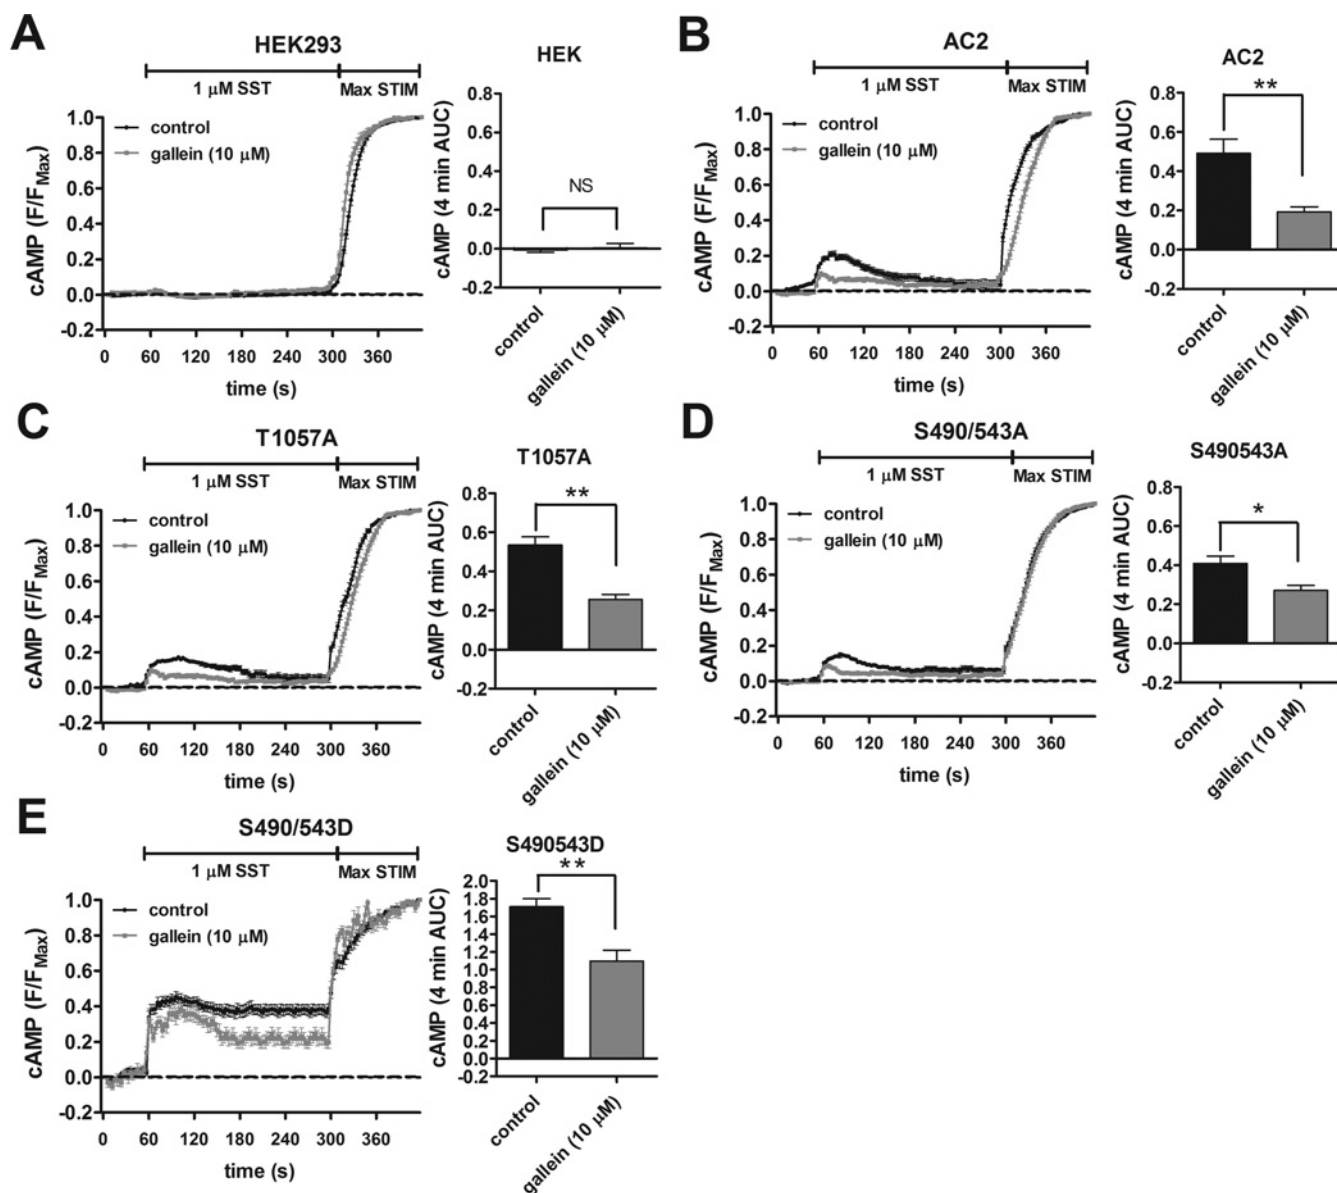 A
HEK293
1 μM SST
Max STIM
control
gallein (10 μM)
cAMP (F/F_Max)
1.0
0.8
0.6
0.4
0.2
0.0
-0.2
0 60 120 180 240 300 360
time (s)
HEK
cAMP (4 min AUC)
0.8
0.6
0.4
0.2
0.0
-0.2
NS
control
gallein (10 μM)
B
AC2
1 μM SST
Max STIM
control
gallein (10 μM)
cAMP (F/F_Max)
1.0
0.8
0.6
0.4
0.2
0.0
-0.2
0 60 120 180 240 300 360
time (s)
AC2
cAMP (4 min AUC)
0.8
0.6
0.4
0.2
0.0
-0.2
**
control
gallein (10 μM)
C
T1057A
1 μM SST
Max STIM
control
gallein (10 μM)
cAMP (F/F_Max)
1.0
0.8
0.6
0.4
0.2
0.0
-0.2
0 60 120 180 240 300 360
time (s)
T1057A
cAMP (4 min AUC)
0.8
0.6
0.4
0.2
0.0
-0.2
**
control
gallein (10 μM)
D
S490/543A
1 μM SST
Max STIM
control
gallein (10 μM)
cAMP (F/F_Max)
1.0
0.8
0.6
0.4
0.2
0.0
-0.2
0 60 120 180 240 300 360
time (s)
S490543A
cAMP (4 min AUC)
0.8
0.6
0.4
0.2
0.0
-0.2
*
control
gallein (10 μM)
E
S490/543D
1 μM SST
Max STIM
control
gallein (10 μM)
cAMP (F/F_Max)
1.0
0.8
0.6
0.4
0.2
0.0
-0.2
0 60 120 180 240 300 360
time (s)
S490543D
cAMP (4 min AUC)
2.0
1.8
1.6
1.4
1.2
1.0
0.8
0.6
0.4
0.2
0.0
-0.2
**
control
gallein (10 μM)